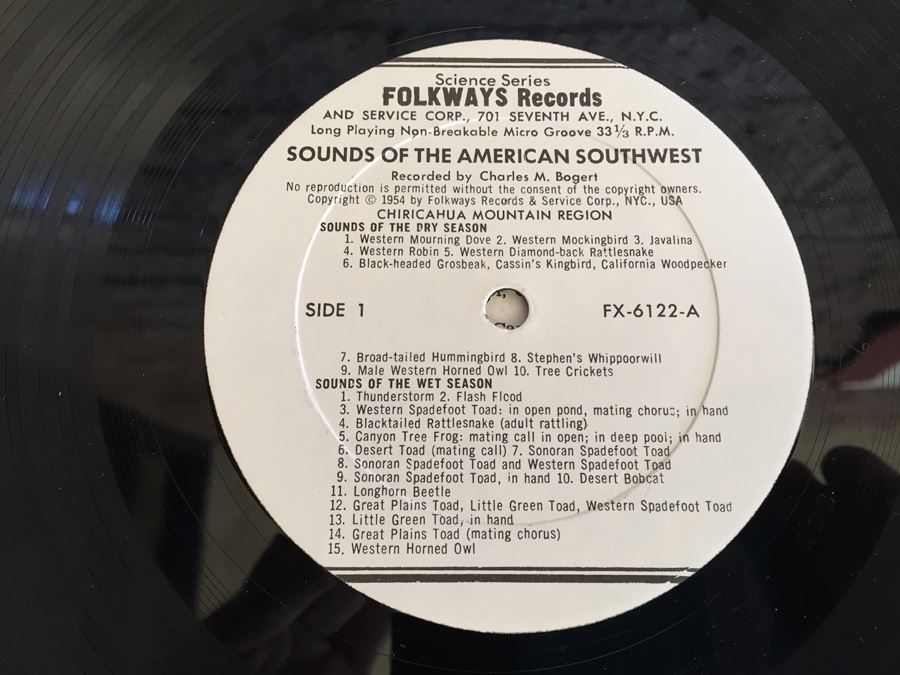 Science Series
FOLKWAYS Records
AND SERVICE CORP., 701 SEVENTH AVE., N.Y.C.
Long Playing Non-Breakable Micro Groove 33 1/3 R.P.M.
SOUNDS OF THE AMERICAN SOUTHWEST
Recorded by Charles M. Bogert
No reproduction is permitted without the consent of the copyright owners.
Copyright © 1954 by Folkways Records & Service Corp., NYC., USA
CHIRICAHUA MOUNTAIN REGION
SOUNDS OF THE DRY SEASON
1. Western Mourning Dove 2. Western Mockingbird 3. Javalina
4. Western Robin 5. Western Diamond-back Rattlesnake
6. Black-headed Grosbeak, Cassin's Kingbird, California Woodpecker
SIDE 1 FX-6122-A
7. Broad-tailed Hummingbird 8. Stephen's Whippoorwill
9. Male Western Horned Owl 10. Tree Crickets
SOUNDS OF THE WET SEASON
1. Thunderstorm 2. Flash Flood
3. Western Spadefoot Toad: in open pond, mating chorus; in hand
4. Blacktailed Rattlesnake (adult rattling)
5. Canyon Tree Frog: mating call in open; in deep pool; in hand
6. Desert Toad (mating call) 7. Sonoran Spadefoot Toad
8. Sonoran Spadefoot Toad and Western Spadefoot Toad
9. Sonoran Spadefoot Toad, in hand 10. Desert Bobcat
11. Longhorn Beetle
12. Great Plains Toad, Little Green Toad, Western Spadefoot Toad
13. Little Green Toad, in hand
14. Great Plains Toad (mating chorus)
15. Western Horned Owl